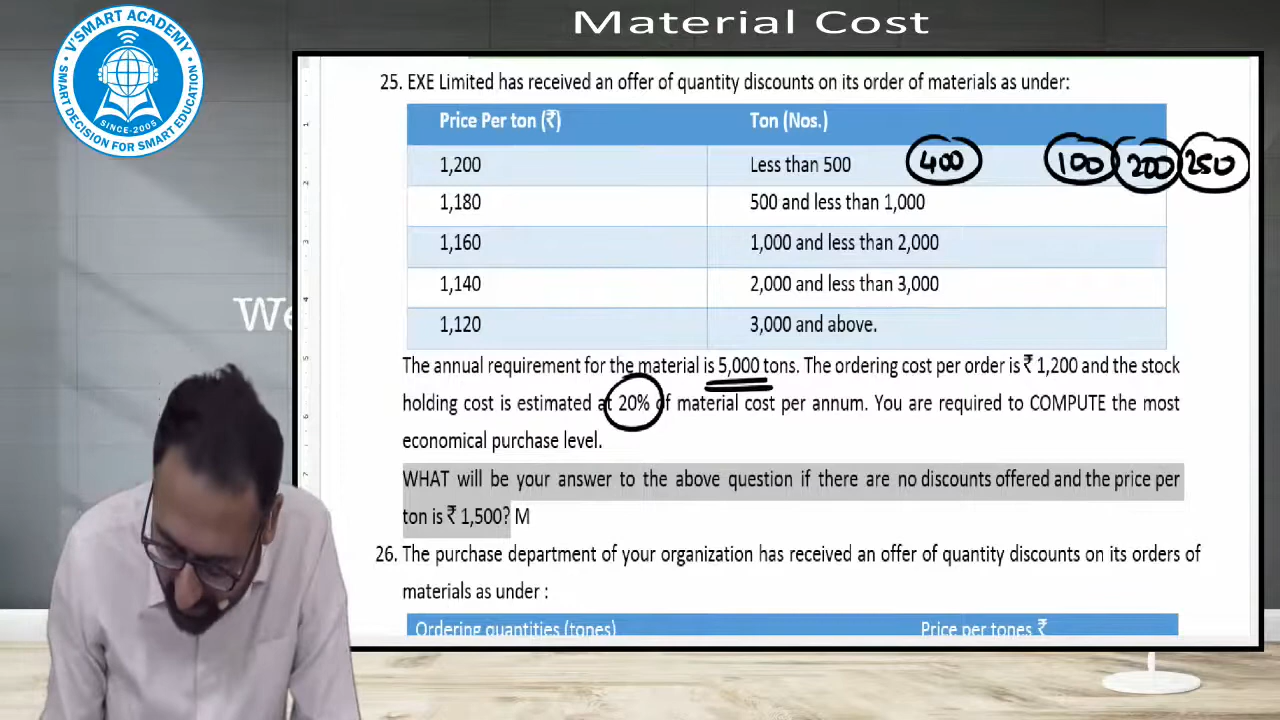 Material Cost
V'SMART ACADEMY
SMART DECISION FOR SMART EDUCATION
SINCE-2005
We
25. EXE Limited has received an offer of quantity discounts on its order of materials as under:
Price Per ton (₹) Ton (Nos.)
1,200 Less than 500 400 100 200 250
1,180 500 and less than 1,000
1,160 1,000 and less than 2,000
1,140 2,000 and less than 3,000
1,120 3,000 and above.
The annual requirement for the material is 5,000 tons. The ordering cost per order is ₹ 1,200 and the stock
holding cost is estimated at 20% of material cost per annum. You are required to COMPUTE the most
economical purchase level.
WHAT will be your answer to the above question if there are no discounts offered and the price per
ton is ₹ 1,500? M
26. The purchase department of your organization has received an offer of quantity discounts on its orders of
materials as under :
Ordering quantities (tones) Price per tones ₹